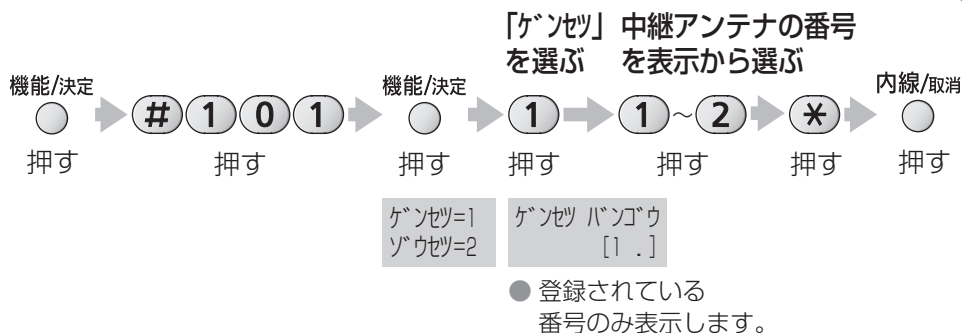 「ｹﾞﾝｾﾂ」 中継アンテナの番号
を選ぶ を表示から選ぶ
機能/決定 機能/決定 内線/取消
# 1 0 1 1 1 ～ 2 ＊
押す 押す 押す 押す 押す 押す
ｹﾞﾝｾﾂ=1 ｹﾞﾝｾﾂ ﾊﾞﾝｺﾞｳ
ｿﾞｳｾﾂ=2 [1 .]
● 登録されている
番号のみ表示します。